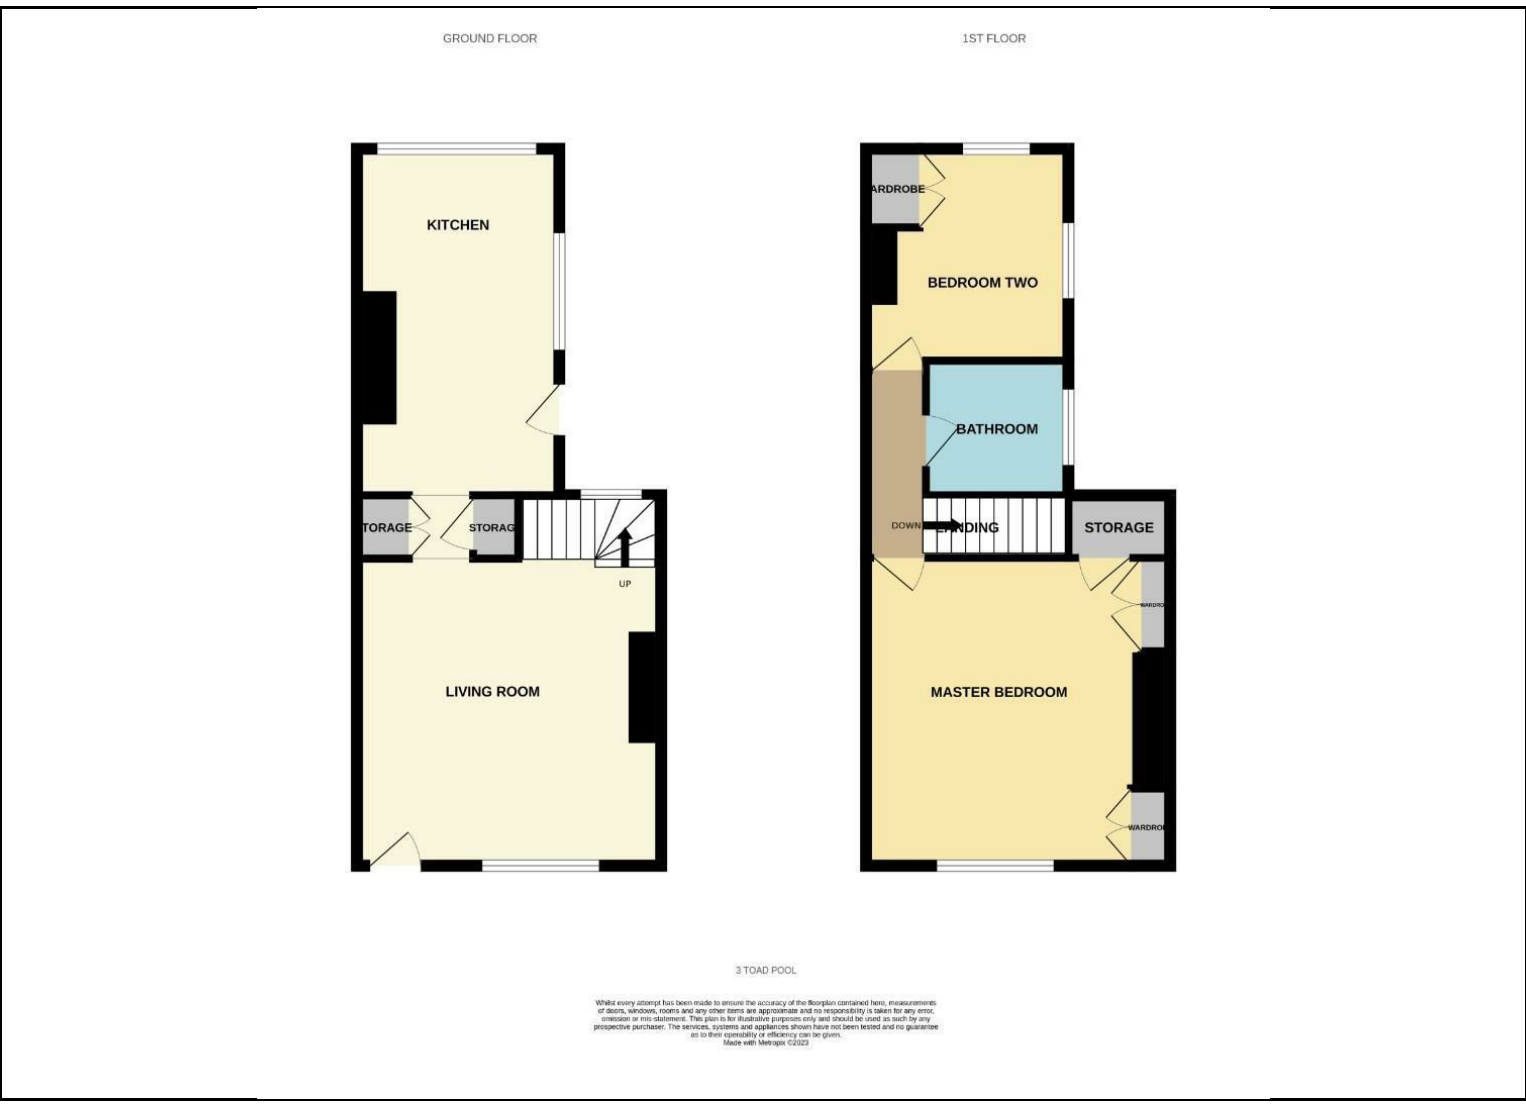 GROUND FLOOR
1ST FLOOR
KITCHEN
TORAGE
STORAG
UP
LIVING ROOM
ARDROBE
BEDROOM TWO
BATHROOM
DOWN
LANDING
STORAGE
WARDRO
MASTER BEDROOM
WARDRO
3 TOAD POOL
Whilst every attempt has been made to ensure the accuracy of the floorplan contained here, measurements
of doors, windows, rooms and any other items are approximate and no responsibility is taken for any error,
omission or mis-statement. This plan is for illustrative purposes only and should be used as such by any
prospective purchaser. The services, systems and appliances shown have not been tested and no guarantee
as to their operability or efficiency can be given.
Made with Metropix ©2023